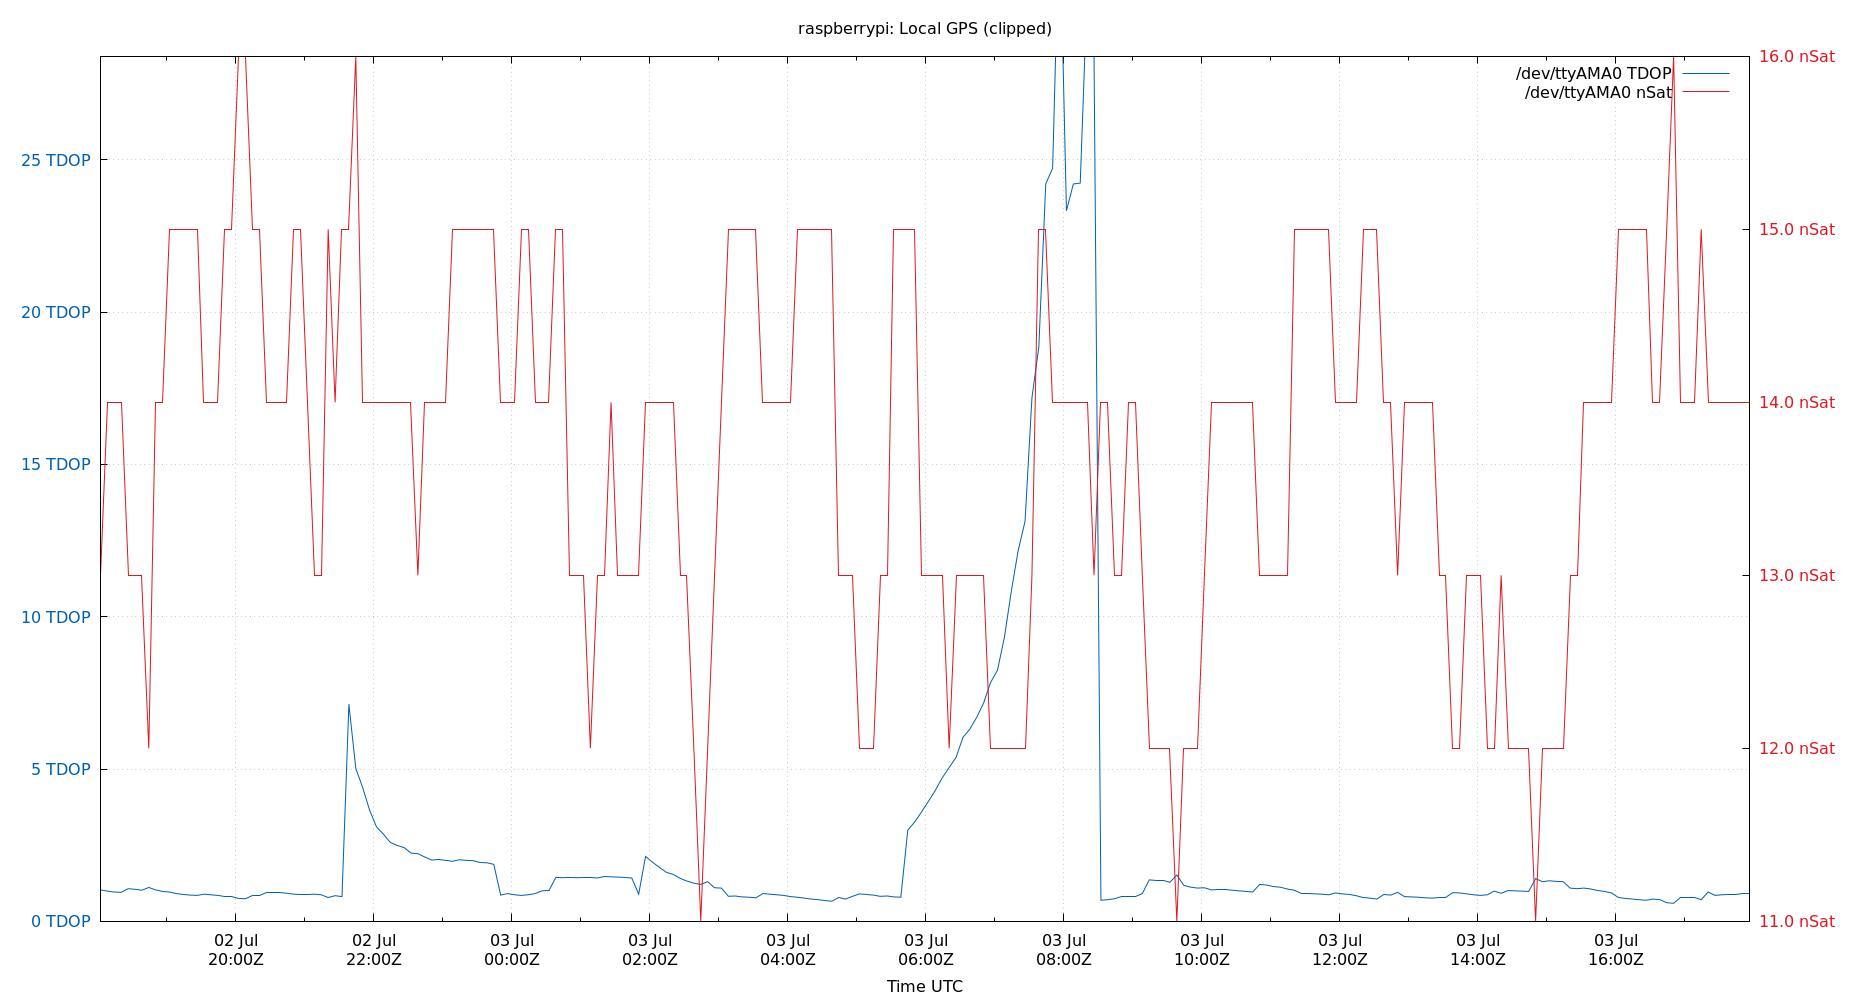 raspberrypi: Local GPS (clipped)
16.0 nSat
/dev/ttyAMA0 TDOP
/dev/ttyAMA0 nSat
25 TDOP
15.0 nSat
20 TDOP
14.0 nSat
15 TDOP
13.0 nSat
10 TDOP
12.0 nSat
5 TDOP
0 TDOP
11.0 nSat
02 Jul 02 Jul 03 Jul 03 Jul 03 Jul 03 Jul 03 Jul 03 Jul 03 Jul 03 Jul 03 Jul
20:00Z 22:00Z 00:00Z 02:00Z 04:00Z 06:00Z 08:00Z 10:00Z 12:00Z 14:00Z 16:00Z
Time UTC